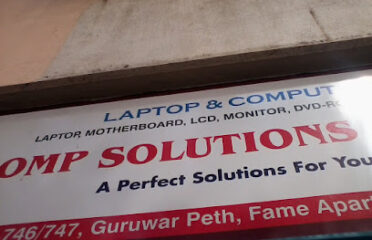 LAPTOP & COMPUT
LAPTOP, MOTHERBOARD, LCD, MONITOR, DVD-R
OMP SOLUTIONS
A Perfect Solutions For You
746/747, Guruwar Peth, Fame Apar